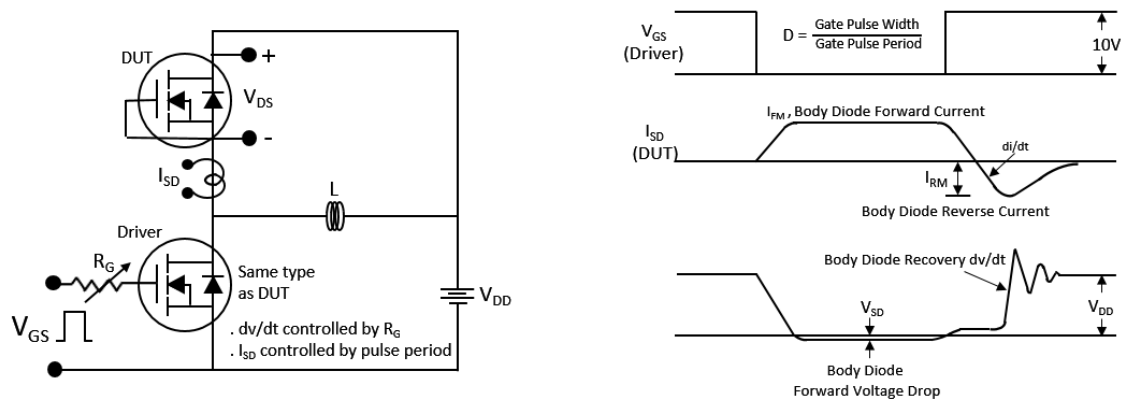 DUT
+
V_DS
-
I_SD
L
Driver
R_G
Same type
as DUT
V_DD
V_GS
. dv/dt controlled by R_G
. I_SD controlled by pulse period
V_GS
(Driver)
D = Gate Pulse Width
Gate Pulse Period
10V
I_FM , Body Diode Forward Current
I_SD
(DUT)
di/dt
I_RM
Body Diode Reverse Current
Body Diode Recovery dv/dt
V_SD
V_DD
Body Diode
Forward Voltage Drop